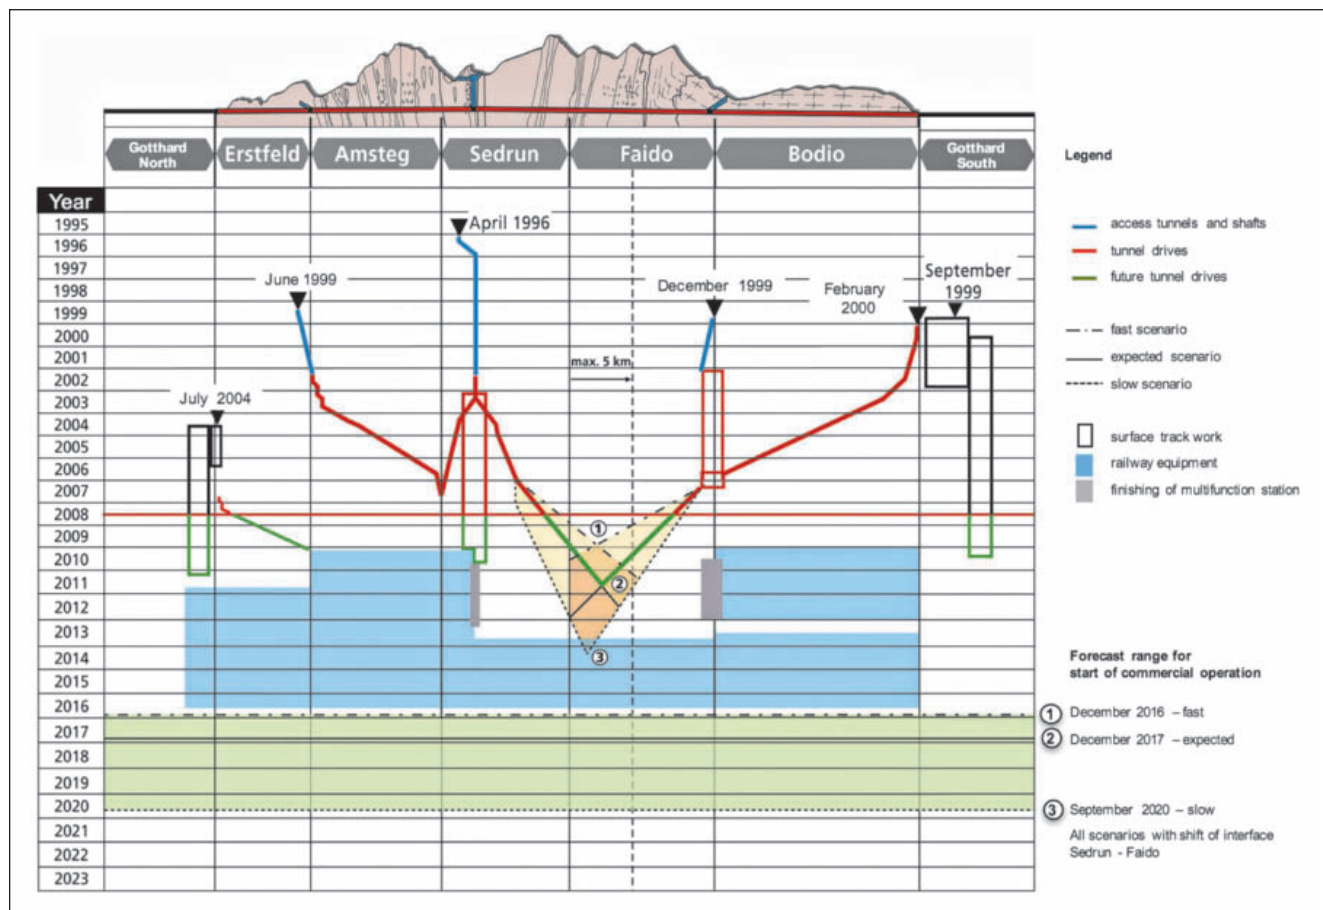 Gotthard
North
Erstfeld
Amsteg
Sedrun
Faido
Bodio
Gotthard
South
Legend
Year
1995
1996
1997
1998
1999
2000
2001
2002
2003
2004
2005
2006
2007
2008
2009
2010
2011
2012
2013
2014
2015
2016
2017
2018
2019
2020
2021
2022
2023
April 1996
June 1999
December 1999
February
2000
September
1999
July 2004
max. 5 km
1
2
3
access tunnels and shafts
tunnel drives
future tunnel drives
fast scenario
expected scenario
slow scenario
surface track work
railway equipment
finishing of multifunction station
Forecast range for
start of commercial operation
1 December 2016 – fast
2 December 2017 – expected
3 September 2020 – slow
All scenarios with shift of interface
Sedrun - Faido